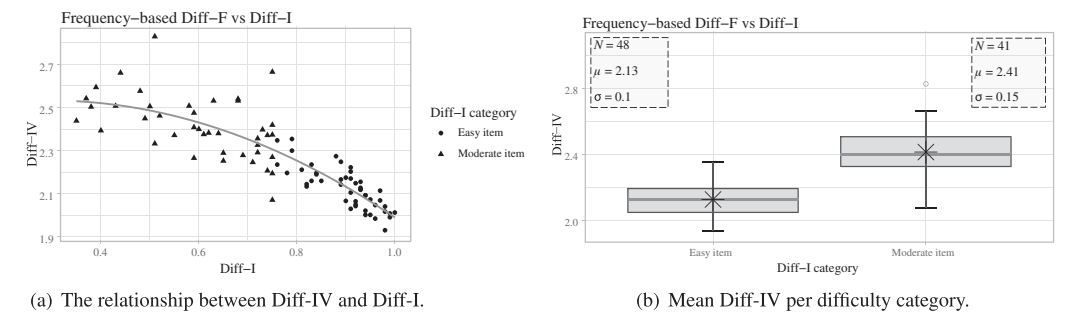 Frequency−based Diff−F vs Diff−I
Diff−IV
2.7
2.5
2.3
2.1
1.9
0.4
0.6
0.8
1.0
Diff−I
Diff−I category
Easy item
Moderate item
(a) The relationship between Diff-IV and Diff-I.
Frequency−based Diff−F vs Diff−I
Diff−IV
2.8
2.4
2.0
N = 48
μ = 2.13
σ = 0.1
N = 41
μ = 2.41
σ = 0.15
Easy item
Moderate item
Diff−I category
(b) Mean Diff-IV per difficulty category.